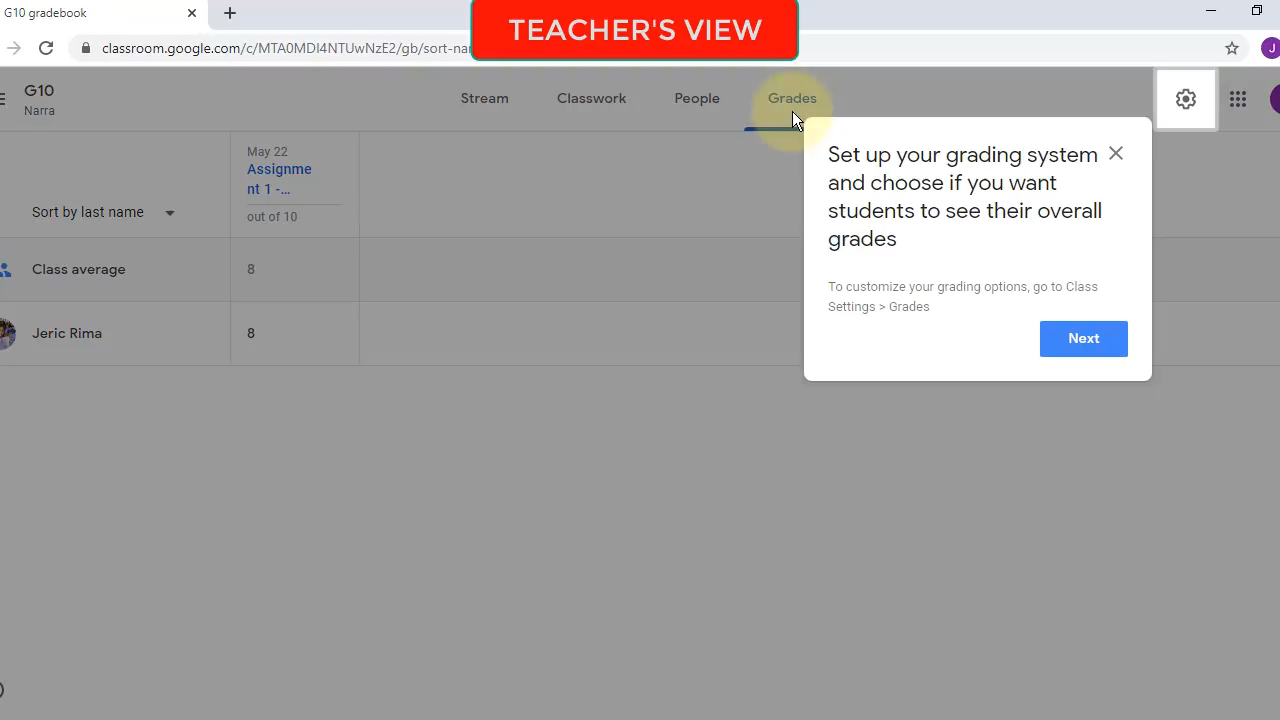 G10 gradebook
TEACHER'S VIEW
classroom.google.com/c/MTA0MDI4NTUwNzE2/gb/sort-na
J
G10
Narra
Stream
Classwork
People
Grades
May 22
Assignme
nt 1 -...
out of 10
Sort by last name
Class average
8
Jeric Rima
8
Set up your grading system
and choose if you want
students to see their overall
grades
To customize your grading options, go to Class
Settings > Grades
Next